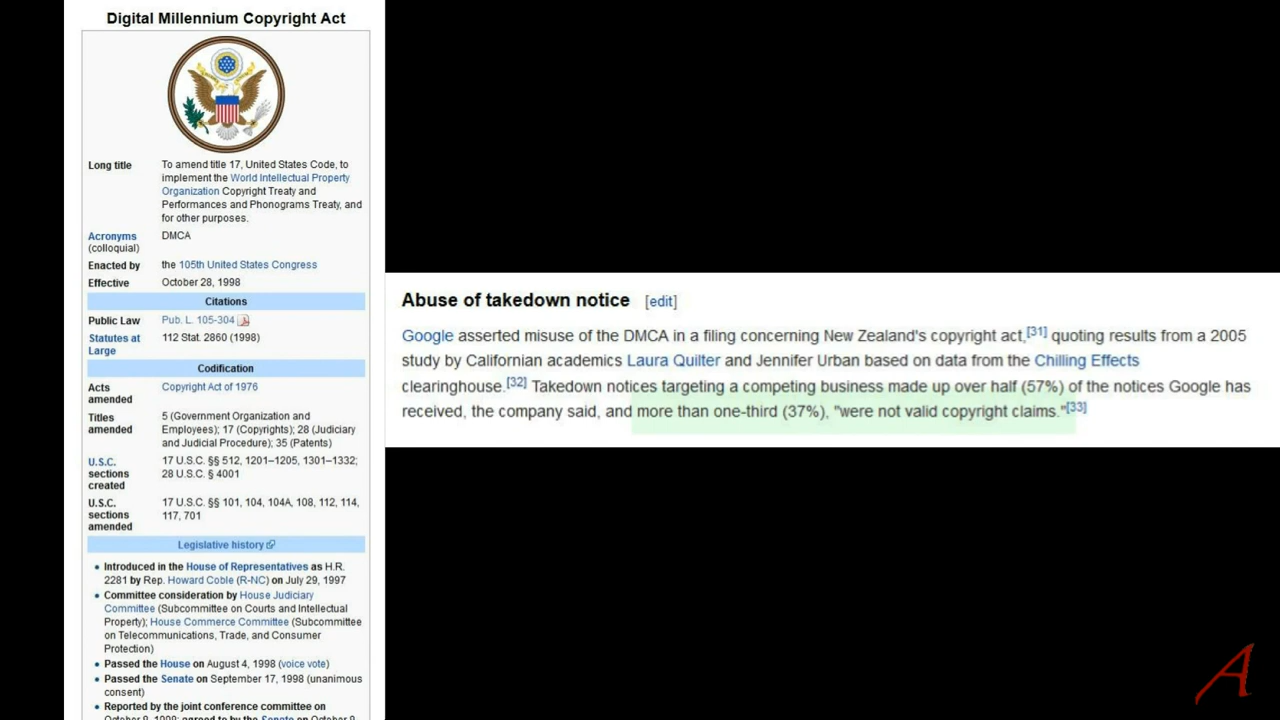 Digital Millennium Copyright Act
Long title To amend title 17, United States Code, to
implement the World Intellectual Property
Organization Copyright Treaty and
Performances and Phonograms Treaty, and
for other purposes.
Acronyms DMCA
(colloquial)
Enacted by the 105th United States Congress
Effective October 28, 1998
Citations
Public Law Pub. L. 105-304
Statutes at 112 Stat. 2860 (1998)
Large
Codification
Acts Copyright Act of 1976
amended
Titles 5 (Government Organization and
amended Employees); 17 (Copyrights); 28 (Judiciary
and Judicial Procedure); 35 (Patents)
U.S.C. 17 U.S.C. §§ 512, 1201–1205, 1301–1332;
sections 28 U.S.C. § 4001
created
U.S.C. 17 U.S.C. §§ 101, 104, 104A, 108, 112, 114,
sections 117, 701
amended
Legislative history
• Introduced in the House of Representatives as H.R.
2281 by Rep. Howard Coble (R-NC) on July 29, 1997
• Committee consideration by House Judiciary
Committee (Subcommittee on Courts and Intellectual
Property); House Commerce Committee (Subcommittee
on Telecommunications, Trade, and Consumer
Protection)
• Passed the House on August 4, 1998 (voice vote)
• Passed the Senate on September 17, 1998 (unanimous
consent)
• Reported by the joint conference committee on
October 8, 1998; agreed to by the Senate on October 8
Abuse of takedown notice [edit]
Google asserted misuse of the DMCA in a filing concerning New Zealand's copyright act,[31] quoting results from a 2005
study by Californian academics Laura Quilter and Jennifer Urban based on data from the Chilling Effects
clearinghouse.[32] Takedown notices targeting a competing business made up over half (57%) of the notices Google has
received, the company said, and more than one-third (37%), "were not valid copyright claims."[33]
A